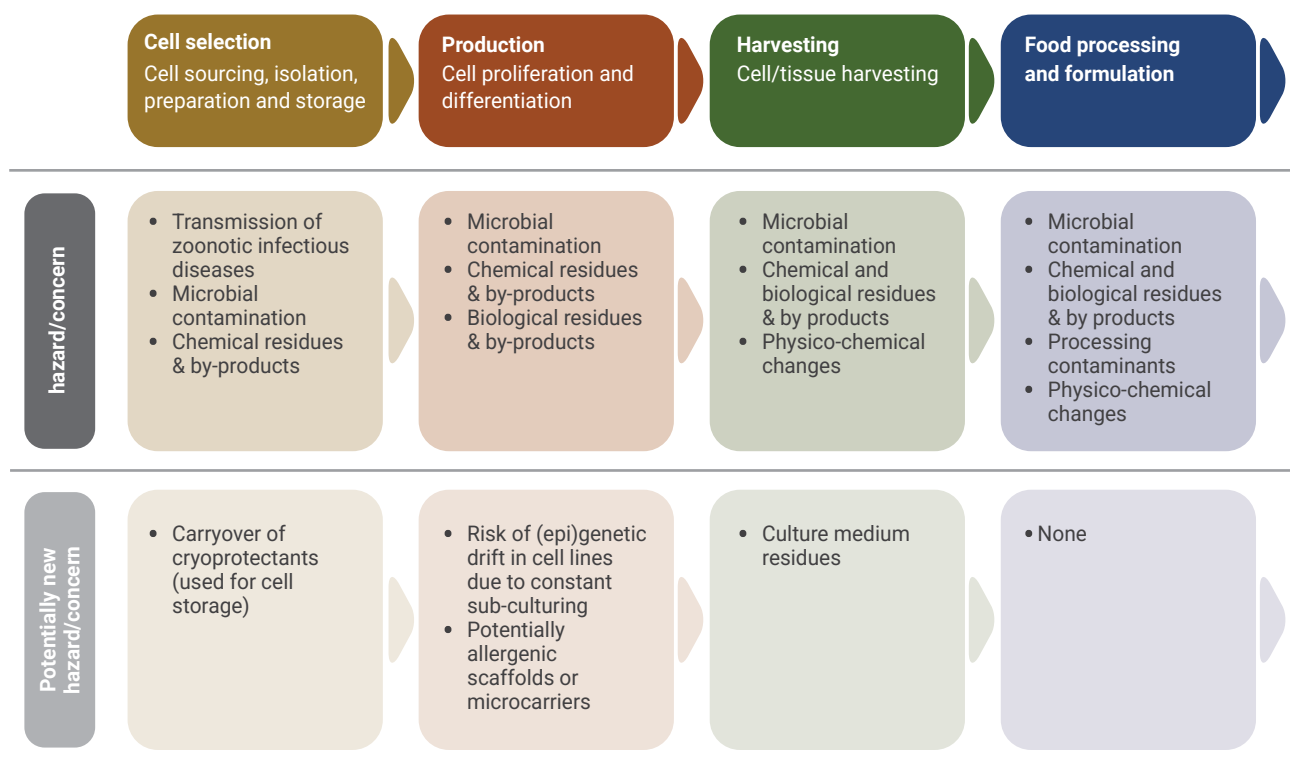 Cell selection
Cell sourcing, isolation,
preparation and storage
Production
Cell proliferation and
differentiation
Harvesting
Cell/tissue harvesting
Food processing
and formulation
hazard/concern
• Transmission of
zoonotic infectious
diseases
• Microbial
contamination
• Chemical residues
& by-products
• Microbial
contamination
• Chemical residues
& by-products
• Biological residues
& by-products
• Microbial
contamination
• Chemical and
biological residues
& by products
• Physico-chemical
changes
• Microbial
contamination
• Chemical and
biological residues
& by products
• Processing
contaminants
• Physico-chemical
changes
Potentially new
hazard/concern
• Carryover of
cryoprotectants
(used for cell
storage)
• Risk of (epi)genetic
drift in cell lines
due to constant
sub-culturing
• Potentially
allergenic
scaffolds or
microcarriers
• Culture medium
residues
• None